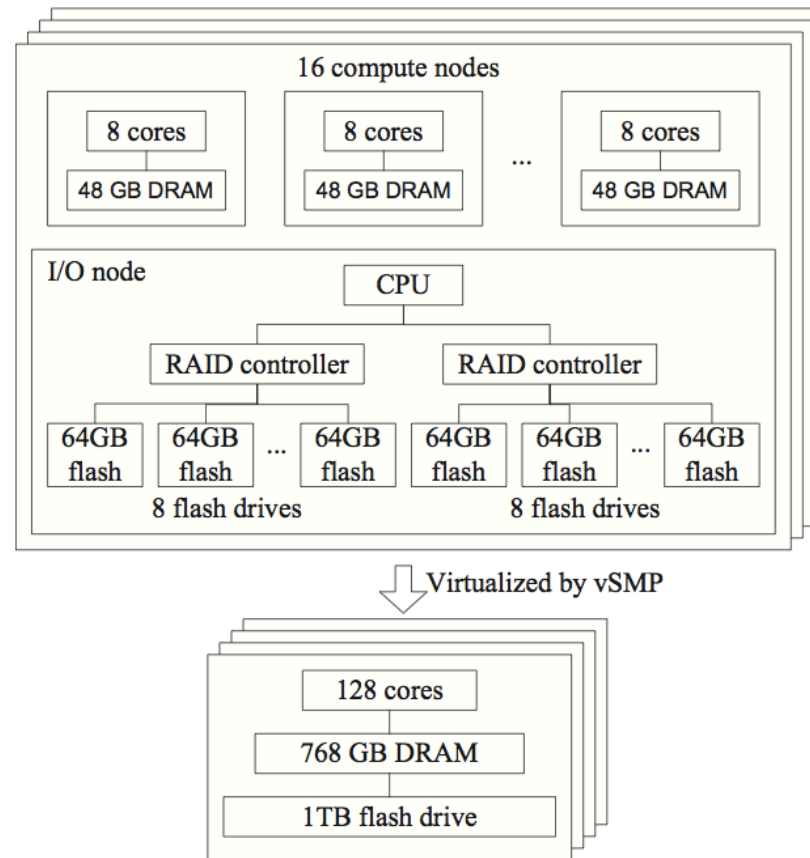 16 compute nodes
8 cores
8 cores
8 cores
48 GB DRAM
48 GB DRAM
...
48 GB DRAM
I/O node
CPU
RAID controller
RAID controller
64GB
flash
64GB
flash
...
64GB
flash
64GB
flash
64GB
flash
...
64GB
flash
8 flash drives
8 flash drives
Virtualized by vSMP
128 cores
768 GB DRAM
1TB flash drive